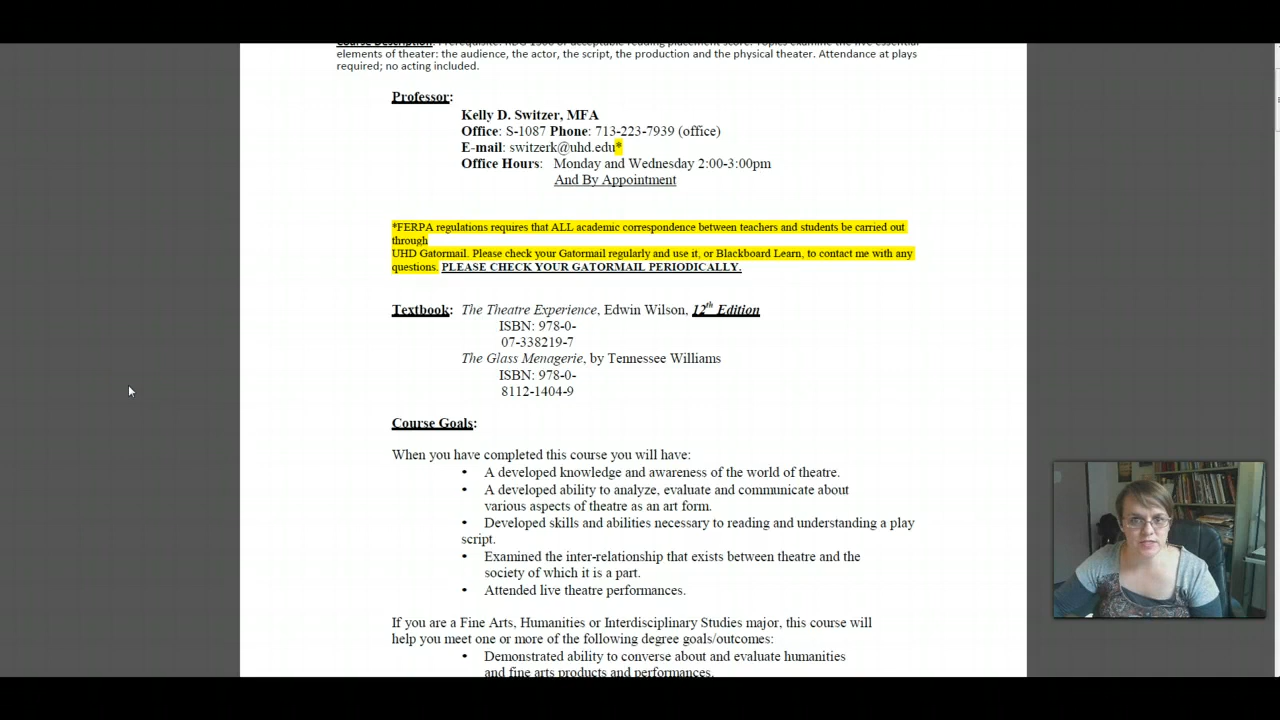 elements of theater: the audience, the actor, the script, the production and the physical theater. Attendance at plays
required; no acting included.
Professor:
Kelly D. Switzer, MFA
Office: S-1087 Phone: 713-223-7939 (office)
E-mail: switzerk@uhd.edu*
Office Hours: Monday and Wednesday 2:00-3:00pm
And By Appointment
*FERPA regulations requires that ALL academic correspondence between teachers and students be carried out
through
UHD Gatormail. Please check your Gatormail regularly and use it, or Blackboard Learn, to contact me with any
questions. PLEASE CHECK YOUR GATORMAIL PERIODICALLY.
Textbook: The Theatre Experience, Edwin Wilson, 12th Edition
ISBN: 978-0-
07-338219-7
The Glass Menagerie, by Tennessee Williams
ISBN: 978-0-
8112-1404-9
Course Goals:
When you have completed this course you will have:
• A developed knowledge and awareness of the world of theatre.
• A developed ability to analyze, evaluate and communicate about
various aspects of theatre as an art form.
• Developed skills and abilities necessary to reading and understanding a play
script.
• Examined the inter-relationship that exists between theatre and the
society of which it is a part.
• Attended live theatre performances.
If you are a Fine Arts, Humanities or Interdisciplinary Studies major, this course will
help you meet one or more of the following degree goals/outcomes:
• Demonstrated ability to converse about and evaluate humanities
and fine arts products and performances.